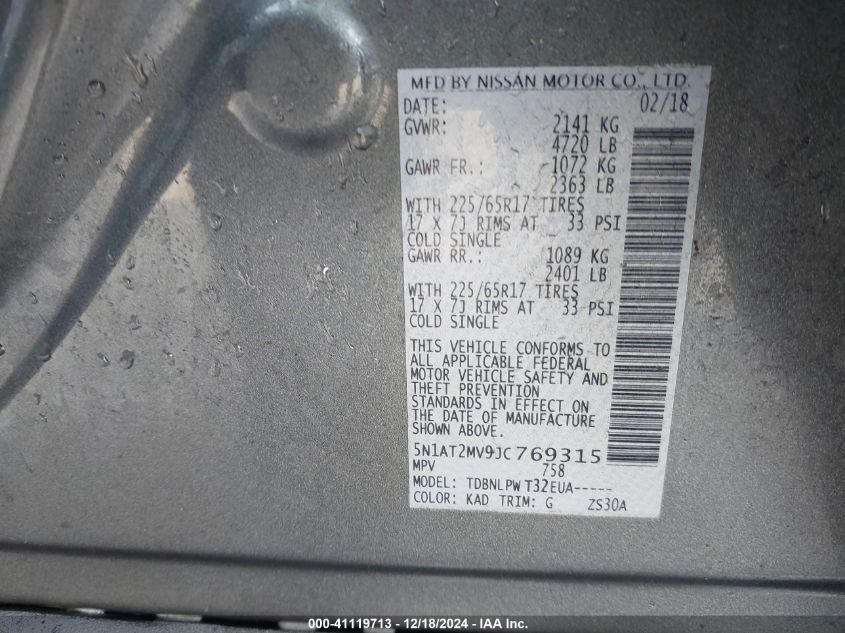 MFD BY NISSAN MOTOR CO., LTD.
DATE: 02/18
GVWR: 2141 KG
4720 LB
GAWR FR.: 1072 KG
2363 LB
WITH 225/65R17 TIRES
17 X 7J RIMS AT 33 PSI
COLD SINGLE
GAWR RR.: 1089 KG
2401 LB
WITH 225/65R17 TIRES
17 X 7J RIMS AT 33 PSI
COLD SINGLE
THIS VEHICLE CONFORMS TO
ALL APPLICABLE FEDERAL
MOTOR VEHICLE SAFETY AND
THEFT PREVENTION
STANDARDS IN EFFECT ON
THE DATE OF MANUFACTURE
SHOWN ABOVE.
5N1AT2MV9JC769315
MPV 758
MODEL: TDBNLPW T32EUA-----
COLOR: KAD TRIM: G ZS30A
000-41119713 - 12/18/2024 - IAA Inc.